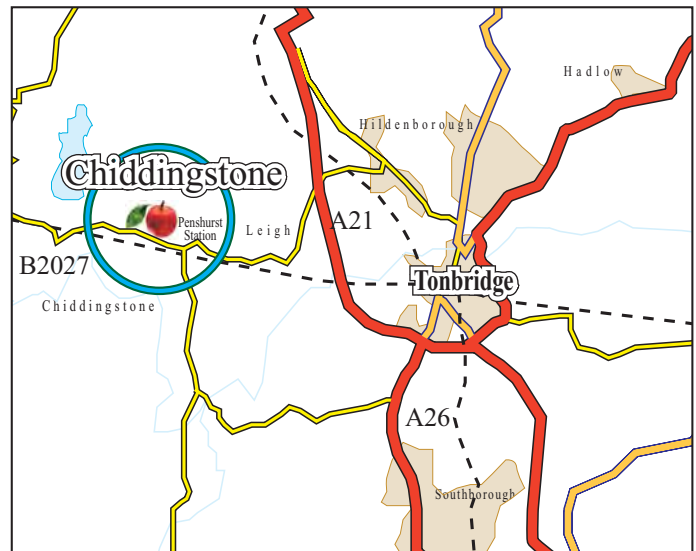 Hadlow
Hildenborough
Chiddingstone
Penshurst
Station
Leigh
A21
B2027
Tonbridge
Chiddingstone
A26
Southborough